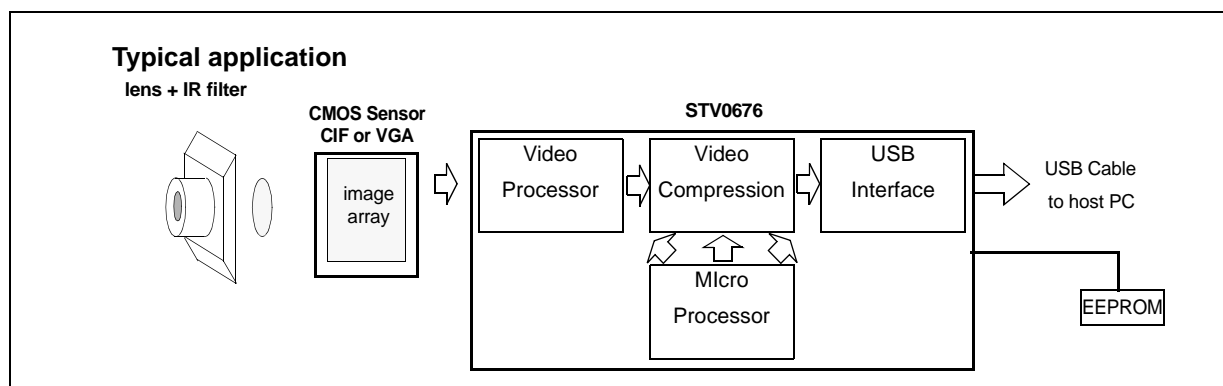 Typical application
lens + IR filter
CMOS Sensor
CIF or VGA
image
array
STV0676
Video
Processor
Video
Compression
USB
Interface
MIcro
Processor
USB Cable
to host PC
EEPROM